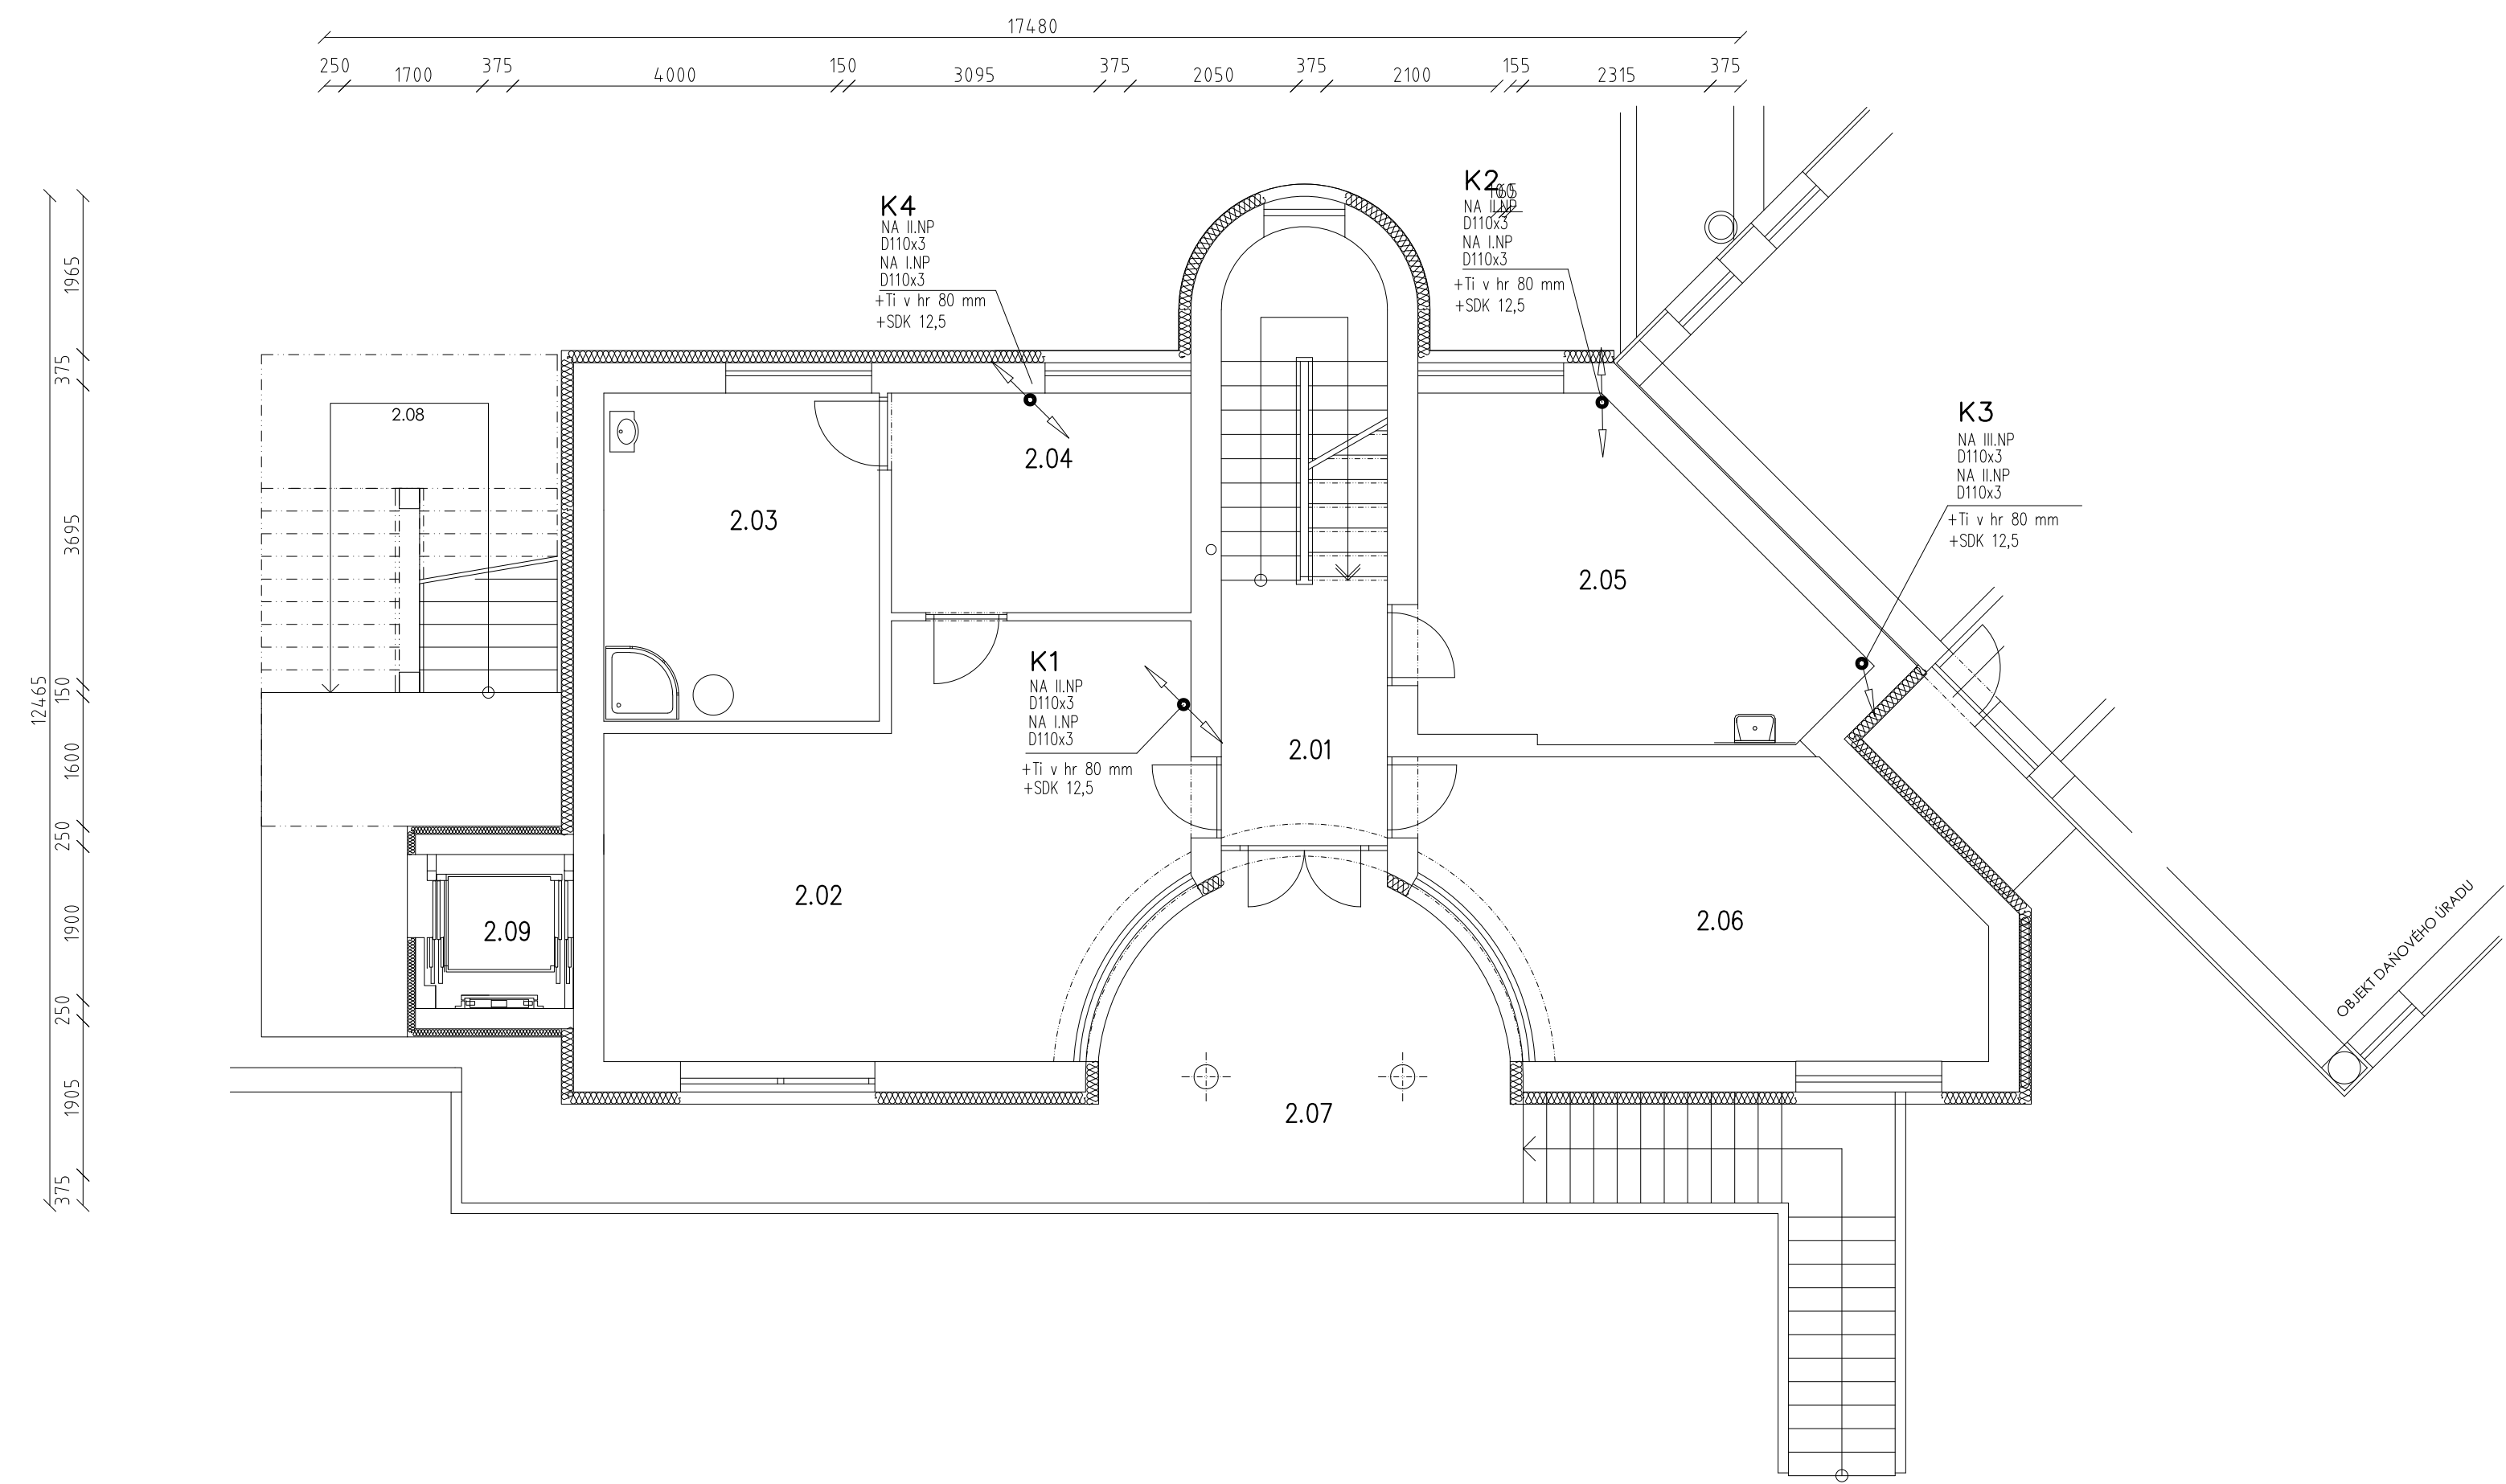 17480
250 1700 375 4000 150 3095 375 2050 375 2100 155 2315 375
12465
1965
375
3695
150
1600
250
1900
250
1905
375
K4
NA II.NP
D110x3
NA I.NP
D110x3
+Ti v hr 80 mm
+SDK 12,5
K2
NA II.NP
D110x3
NA I.NP
D110x3
+Ti v hr 80 mm
+SDK 12,5
K3
NA III.NP
D110x3
NA II.NP
D110x3
+Ti v hr 80 mm
+SDK 12,5
K1
NA II.NP
D110x3
NA I.NP
D110x3
+Ti v hr 80 mm
+SDK 12,5
2.08
2.04
2.03
2.05
2.01
2.02
2.09
2.06
2.07
OBJEKT DAŇOVÉHO ÚRADU